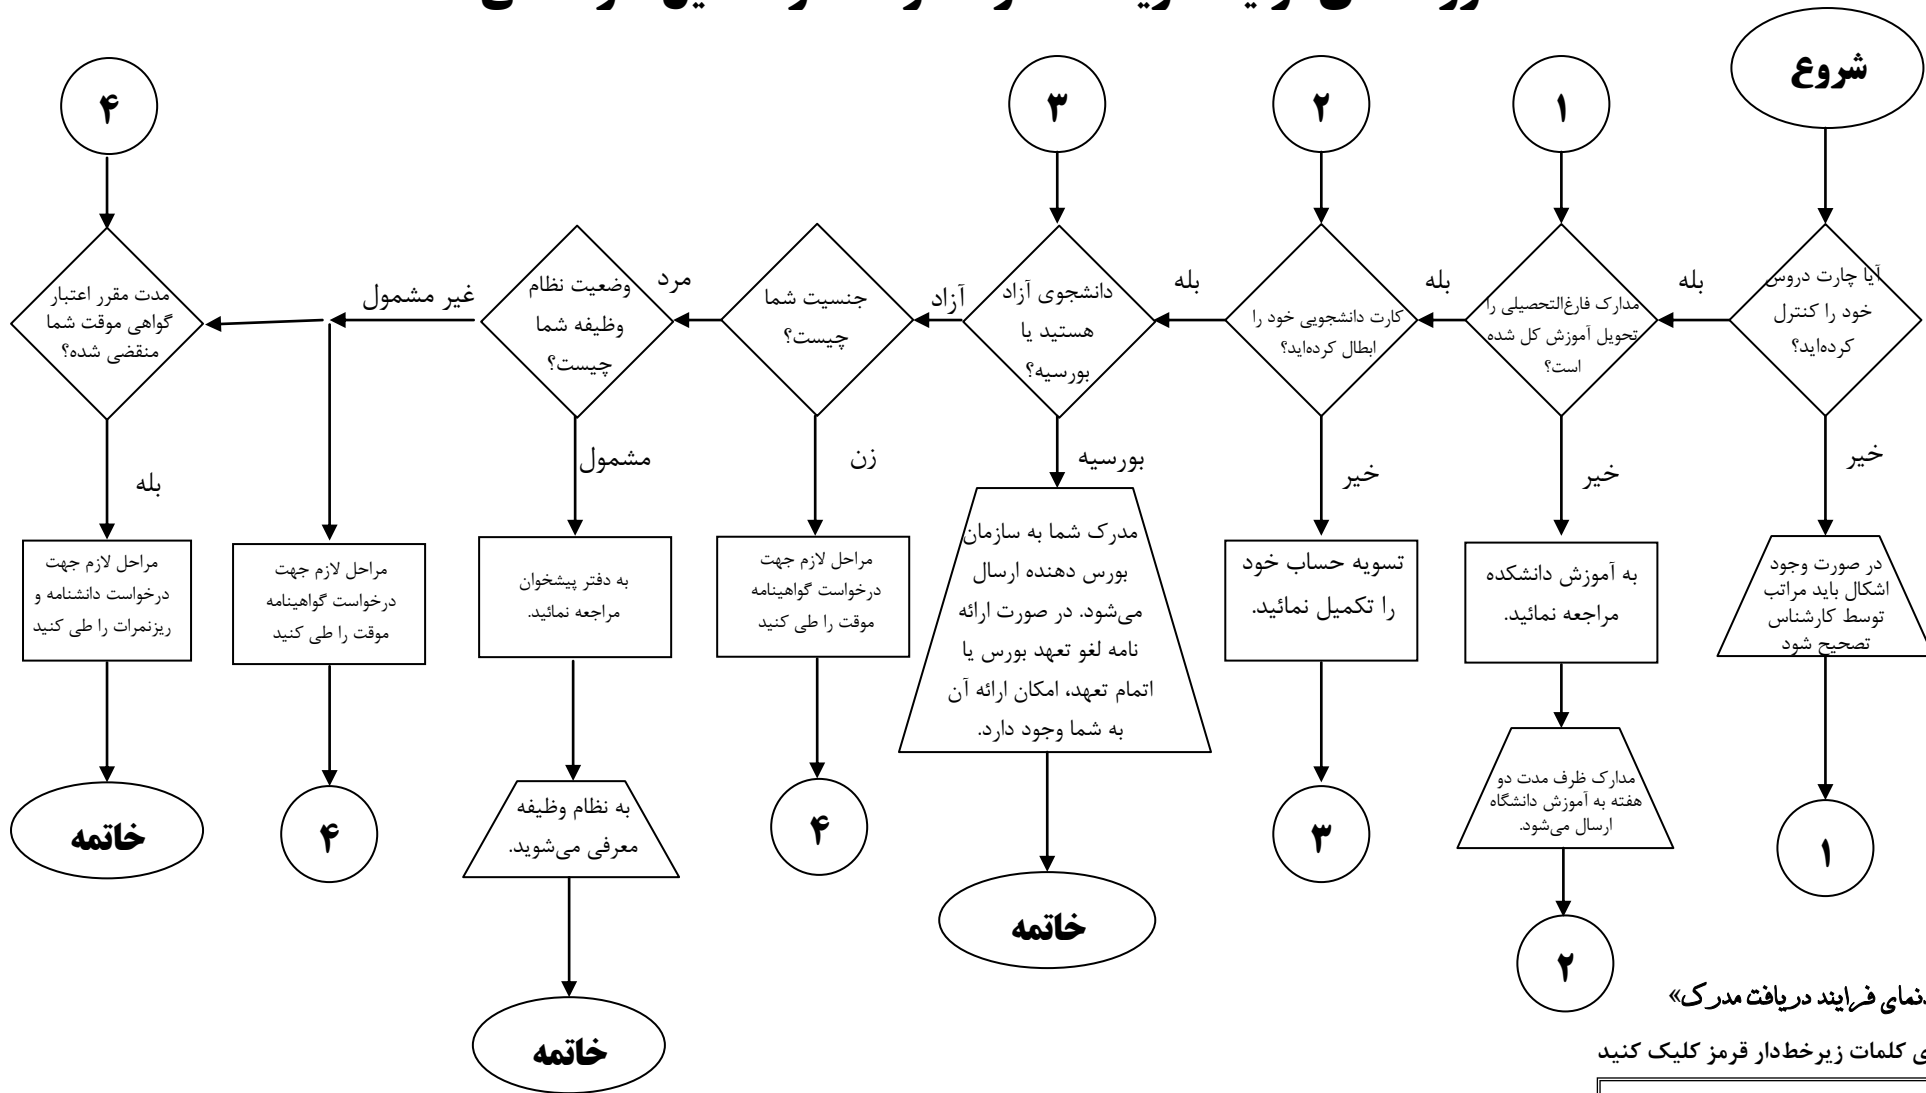 شروع
۱
۲
۳
۴
آیا چارت دروس
خود را کنترل
کرده‌اید؟
بله
مدارک فارغ‌التحصیلی را
تحویل آموزش کل شده
است؟
بله
کارت دانشجویی خود را
ابطال کرده‌اید؟
بله
دانشجوی آزاد
هستید یا
بورسیه؟
آزاد
جنسیت شما
چیست؟
مرد
وضعیت نظام
وظیفه شما
چیست؟
غیر مشمول
مدت مقرر اعتبار
گواهی موقت شما
منقضی شده؟
خیر
خیر
خیر
بورسیه
زن
مشمول
بله
در صورت وجود
اشکال باید مراتب
توسط کارشناس
تصحیح شود
به آموزش دانشکده
مراجعه نمائید.
تسویه حساب خود
را تکمیل نمائید.
مدرک شما به سازمان
بورس دهنده ارسال
می‌شود. در صورت ارائه
نامه لغو تعهد بورس یا
اتمام تعهد، امکان ارائه آن
به شما وجود دارد.
مراحل لازم جهت
درخواست گواهینامه
موقت را طی کنید
به دفتر پیشخوان
مراجعه نمائید.
مراحل لازم جهت
درخواست گواهینامه
موقت را طی کنید
مراحل لازم جهت
درخواست دانشنامه و
ریزنمرات را طی کنید
مدارک ظرف مدت دو
هفته به آموزش دانشگاه
ارسال می‌شود.
به نظام وظیفه
معرفی می‌شوید.
۱
۳
۴
۴
خاتمه
خاتمه
۲
خاتمه
فرایند دریافت مدرک»
کلمات زیرخط‌دار قرمز کلیک کنید